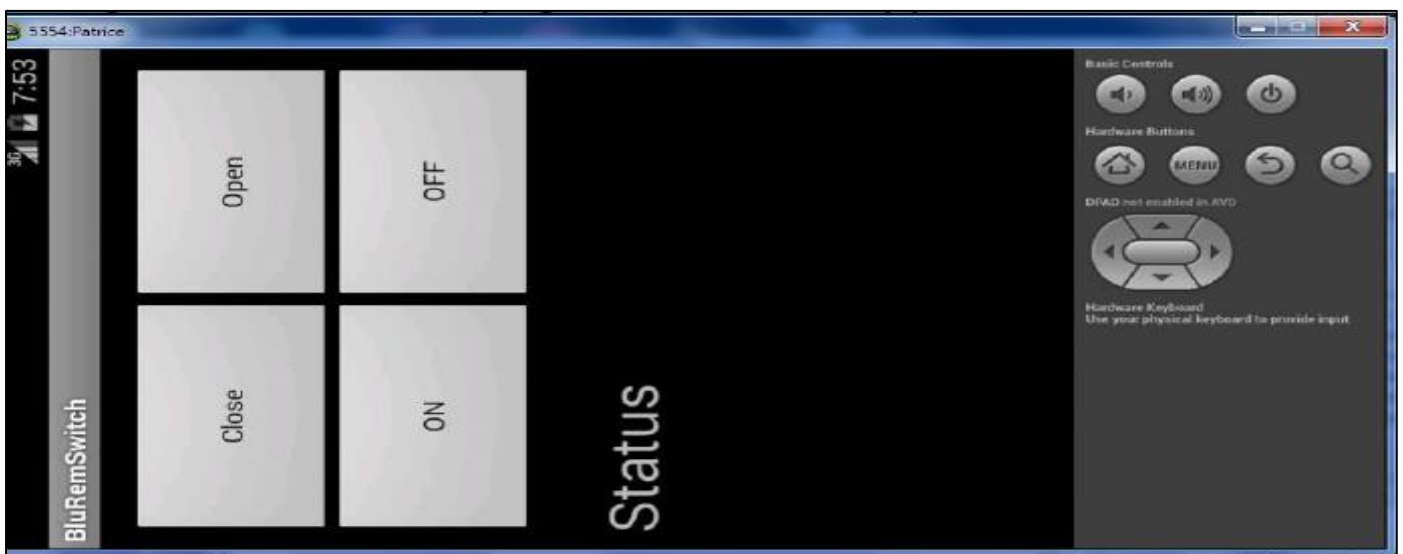 5554:Patrice
3G 7:53
BluRemSwitch
Close Open
ON OFF
Status
Basic Controls
Hardware Buttons
MENU
DPAD not enabled in AVD
Hardware Keyboard
Use your physical keyboard to provide input